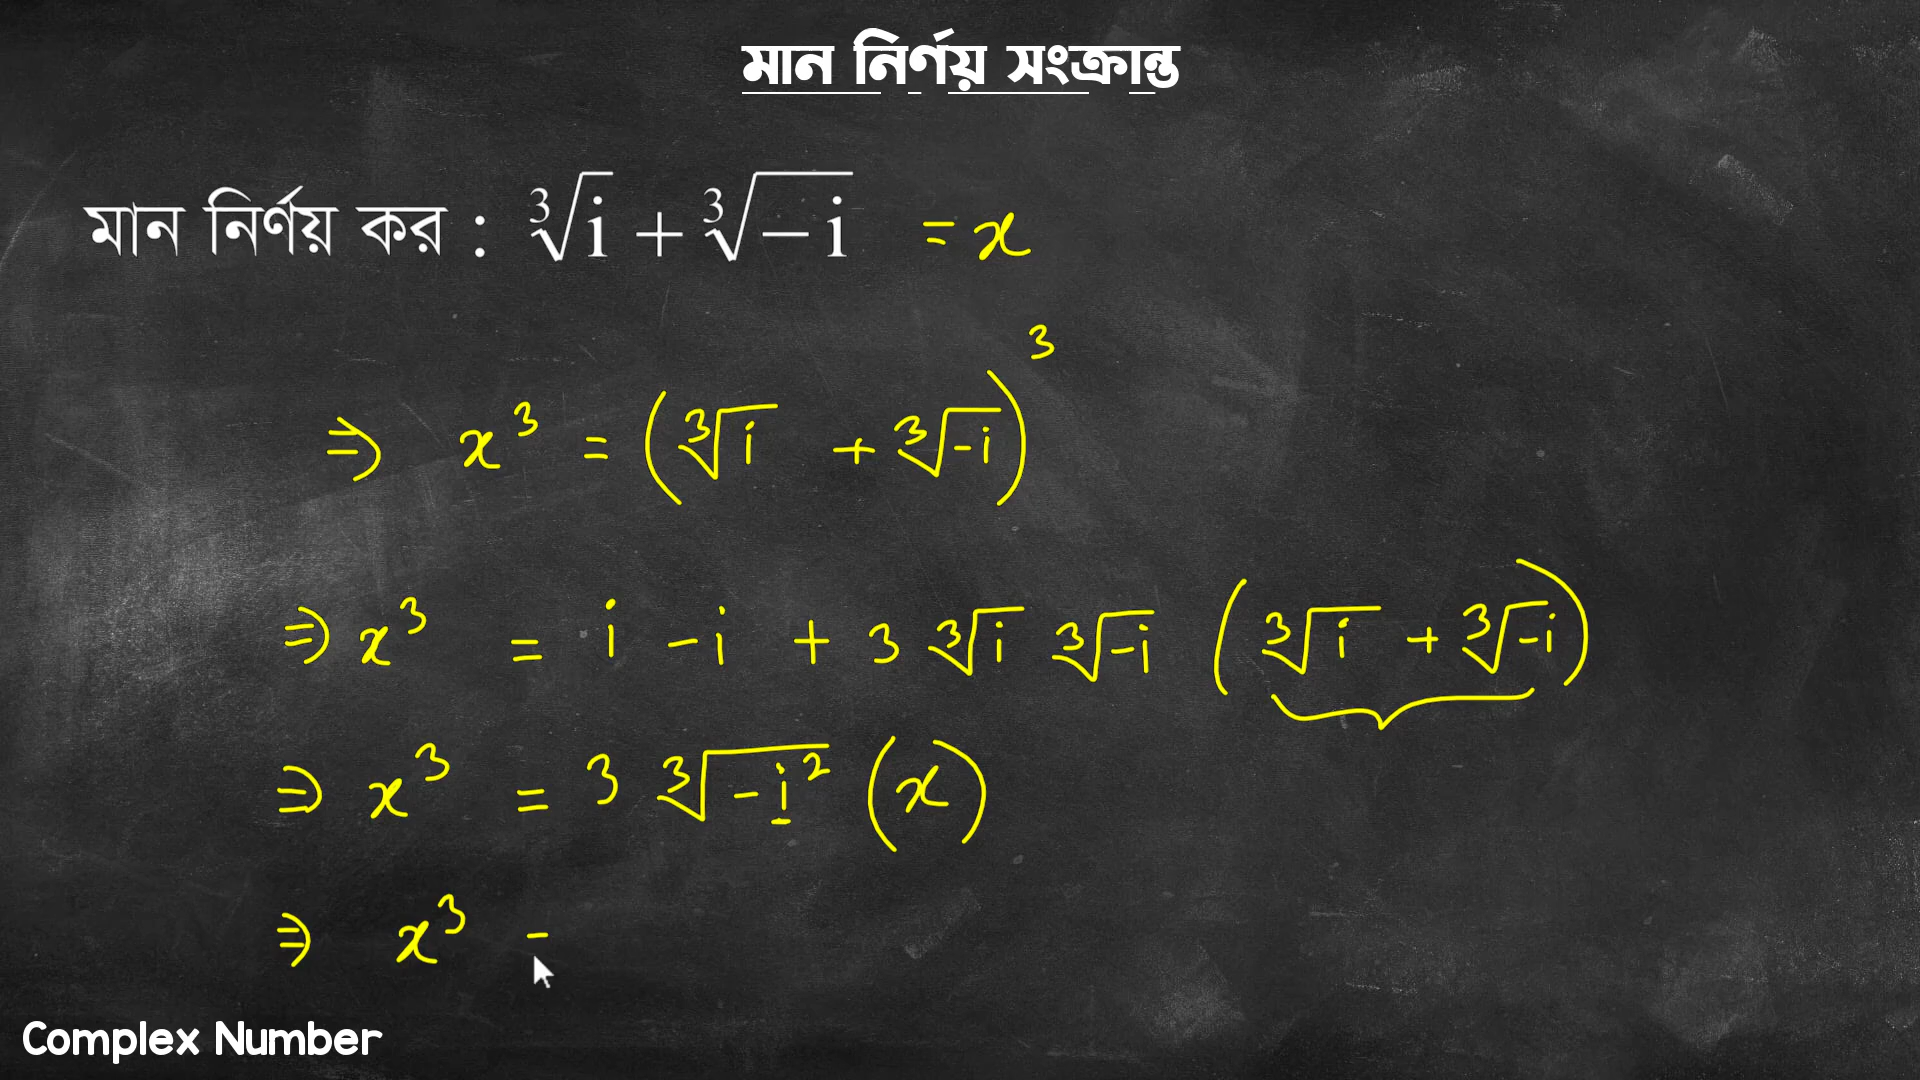 মান নির্ণয় সংক্রান্ত
মান নির্ণয় কর : ∛i + ∛−i = x
⇒ x³ = (∛i + ∛−i)³
⇒ x³ = i − i + 3 ∛i ∛−i (∛i + ∛−i)
⇒ x³ = 3 ∛−i² (x)
⇒ x³ −
Complex Number